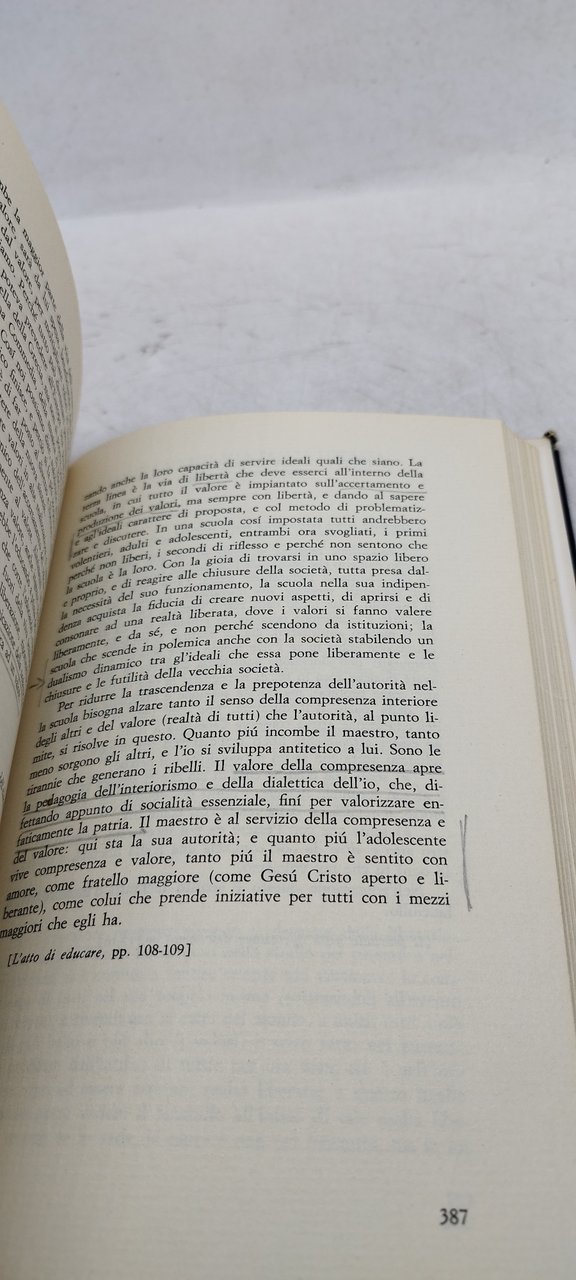 zando anche la loro capacità di servire ideali quali che siano. La
terza linea è la via di libertà che deve esserci all'interno della
scuola, in cui tutto il valore è impiantato sull'accertamento e
produzione dei valori, ma sempre con libertà, e dando al sapere
e agl'ideali carattere di proposta, e col metodo di problematiz-
zare e discutere. In una scuola cosí impostata tutti andrebbero
volentieri, adulti e adolescenti, entrambi ora svogliati, i primi
perché non liberi, i secondi di riflesso e perché non sentono che
la scuola è la loro. Con la gioia di trovarsi in uno spazio libero
e proprio, e di reagire alle chiusure della società, tutta presa dal-
la necessità del suo funzionamento, la scuola nella sua indipen-
denza acquista la fiducia di creare nuovi aspetti, di aprirsi e di
consonare ad una realtà liberata, dove i valori si fanno valere
liberamente, e da sé, e non perché scendono da istituzioni; la
scuola che scende in polemica anche con la società stabilendo un
dualismo dinamico tra gl'ideali che essa pone liberamente e le
chiusure e le futilità della vecchia società.
Per ridurre la trascendenza e la prepotenza dell'autorità nel-
la scuola bisogna alzare tanto il senso della compresenza interiore
degli altri e del valore (realtà di tutti) che l'autorità, al punto li-
mite, si risolve in questo. Quanto piú incombe il maestro, tanto
meno sorgono gli altri, e l'io si sviluppa antitetico a lui. Sono le
tirannie che generano i ribelli. Il valore della compresenza apre
la pedagogia dell'interiorismo e della dialettica dell'io, che, di-
fettando appunto di socialità essenziale, finí per valorizzare en-
faticamente la patria. Il maestro è al servizio della compresenza e
del valore: qui sta la sua autorità; e quanto piú l'adolescente
vive compresenza e valore, tanto piú il maestro è sentito con
amore, come fratello maggiore (come Gesú Cristo aperto e li-
berante), come colui che prende iniziative per tutti con i mezzi
maggiori che egli ha.
[L'atto di educare, pp. 108-109]
387